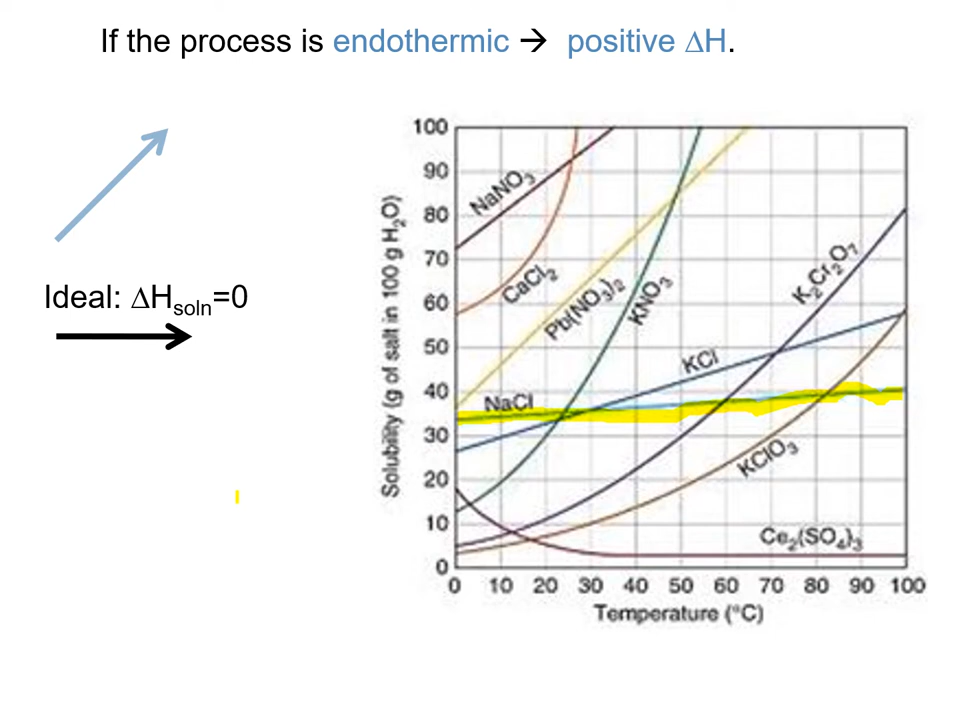 If the process is endothermic → positive ΔH.
Ideal: ΔHsoln=0
Solubility (g of salt in 100 g H₂O)
100
90
80
70
60
50
40
30
20
10
0
NaNO₃
CaCl₂
Pb(NO₃)₂
KNO₃
K₂Cr₂O₇
KCl
NaCl
KClO₃
Ce₂(SO₄)₃
0 10 20 30 40 50 60 70 80 90 100
Temperature (°C)